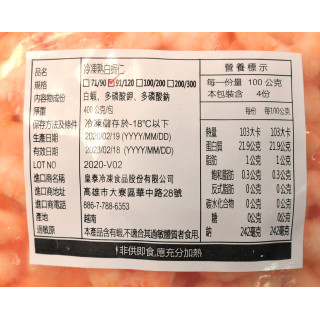 品名 冷凍熟白蝦仁
規格 □71/90 ☑91/120 □100/200 □200/300
內容物成份 白蝦、多磷酸鉀、多磷酸鈉
淨重 400公克/包
保存方法及條件 冷凍儲存於-18℃以下
生產日期 2020/02/19 (YYYY/MM/DD)
有效日期 2023/02/18 (YYYY/MM/DD)
LOT NO 2020-V02
進口商名稱 皇泰冷凍食品股份有限公司
進口商地址 高雄市大寮區華中路28號
進口商電話 886-7-788-6353
產地 越南
過敏原 本產品含有蝦,不適合其過敏體質者食用
營養標示
每一份量 100 公克
本包裝含 4份
每份 每100公克
熱量 103大卡 103大卡
蛋白質 21.9公克 21.9公克
脂肪 1公克 1公克
飽和脂肪 0.3公克 0.3公克
反式脂肪 0公克 0公克
碳水化合物 0公克 0公克
糖 0公克 0公克
鈉 242毫克 242毫克
非供即食,應充分加熱